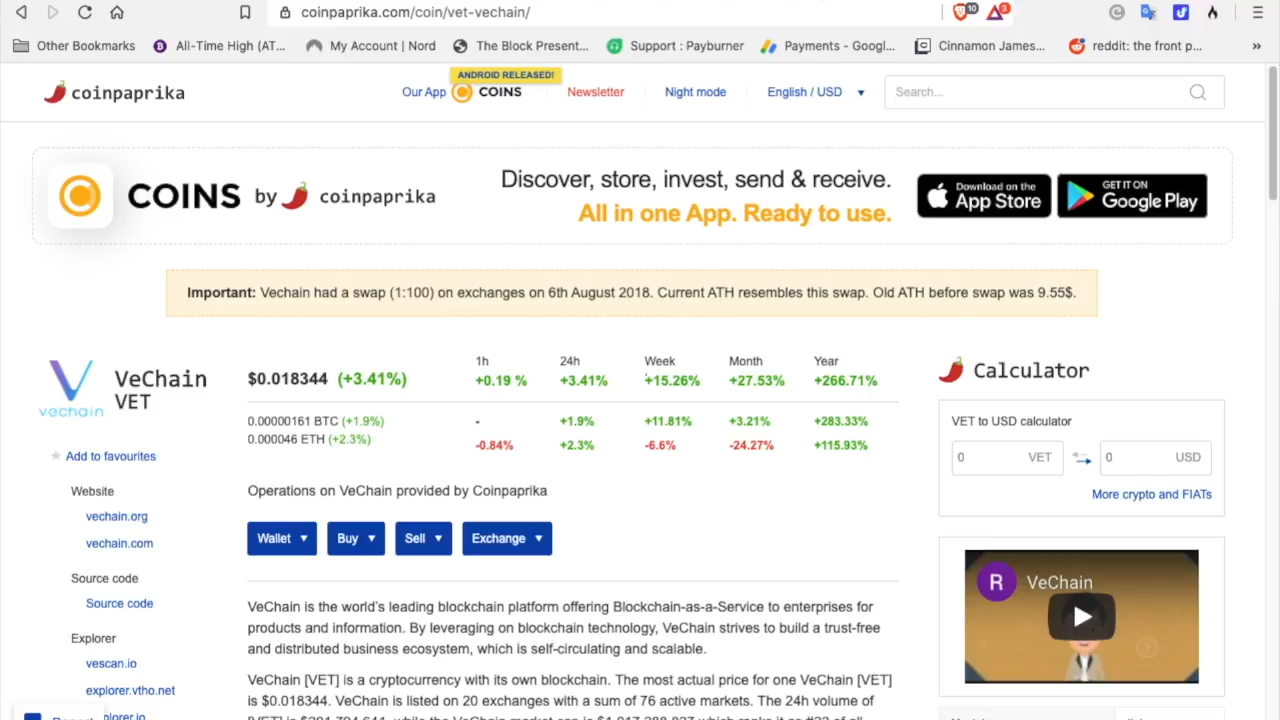 coinpaprika.com/coin/vet-vechain/
10
3
Other Bookmarks
All-Time High (AT...
My Account | Nord
The Block Present...
Support : Payburner
Payments - Googl...
Cinnamon James...
reddit: the front p...
»
ANDROID RELEASED!
coinpaprika
Our App
COINS
Newsletter
Night mode
English / USD
Search...
COINS by coinpaprika
Discover, store, invest, send & receive.
All in one App. Ready to use.
Download on the
App Store
GET IT ON
Google Play
Important: Vechain had a swap (1:100) on exchanges on 6th August 2018. Current ATH resembles this swap. Old ATH before swap was 9.55$.
vechain
VeChain
VET
Add to favourites
Website
vechain.org
vechain.com
Source code
Source code
Explorer
vescan.io
explorer.vtho.net
$0.018344 (+3.41%)
1h 24h Week Month Year
+0.19 % +3.41% +15.26% +27.53% +266.71%
0.00000161 BTC (+1.9%) - +1.9% +11.81% +3.21% +283.33%
0.000046 ETH (+2.3%) -0.84% +2.3% -6.6% -24.27% +115.93%
Operations on VeChain provided by Coinpaprika
Wallet
Buy
Sell
Exchange
VeChain is the world's leading blockchain platform offering Blockchain-as-a-Service to enterprises for
products and information. By leveraging on blockchain technology, VeChain strives to build a trust-free
and distributed business ecosystem, which is self-circulating and scalable.
VeChain [VET] is a cryptocurrency with its own blockchain. The most actual price for one VeChain [VET]
is $0.018344. VeChain is listed on 20 exchanges with a sum of 76 active markets. The 24h volume of
Calculator
VET to USD calculator
0 VET
0 USD
More crypto and FIATs
R
VeChain